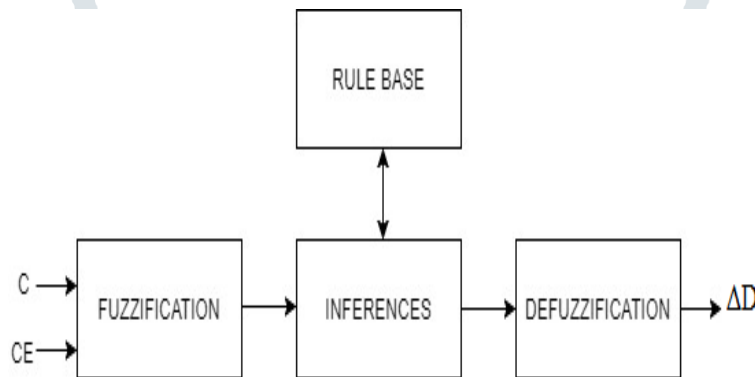 RULE BASE
C
CE
FUZZIFICATION
INFERENCES
DEFUZZIFICATION
ΔD